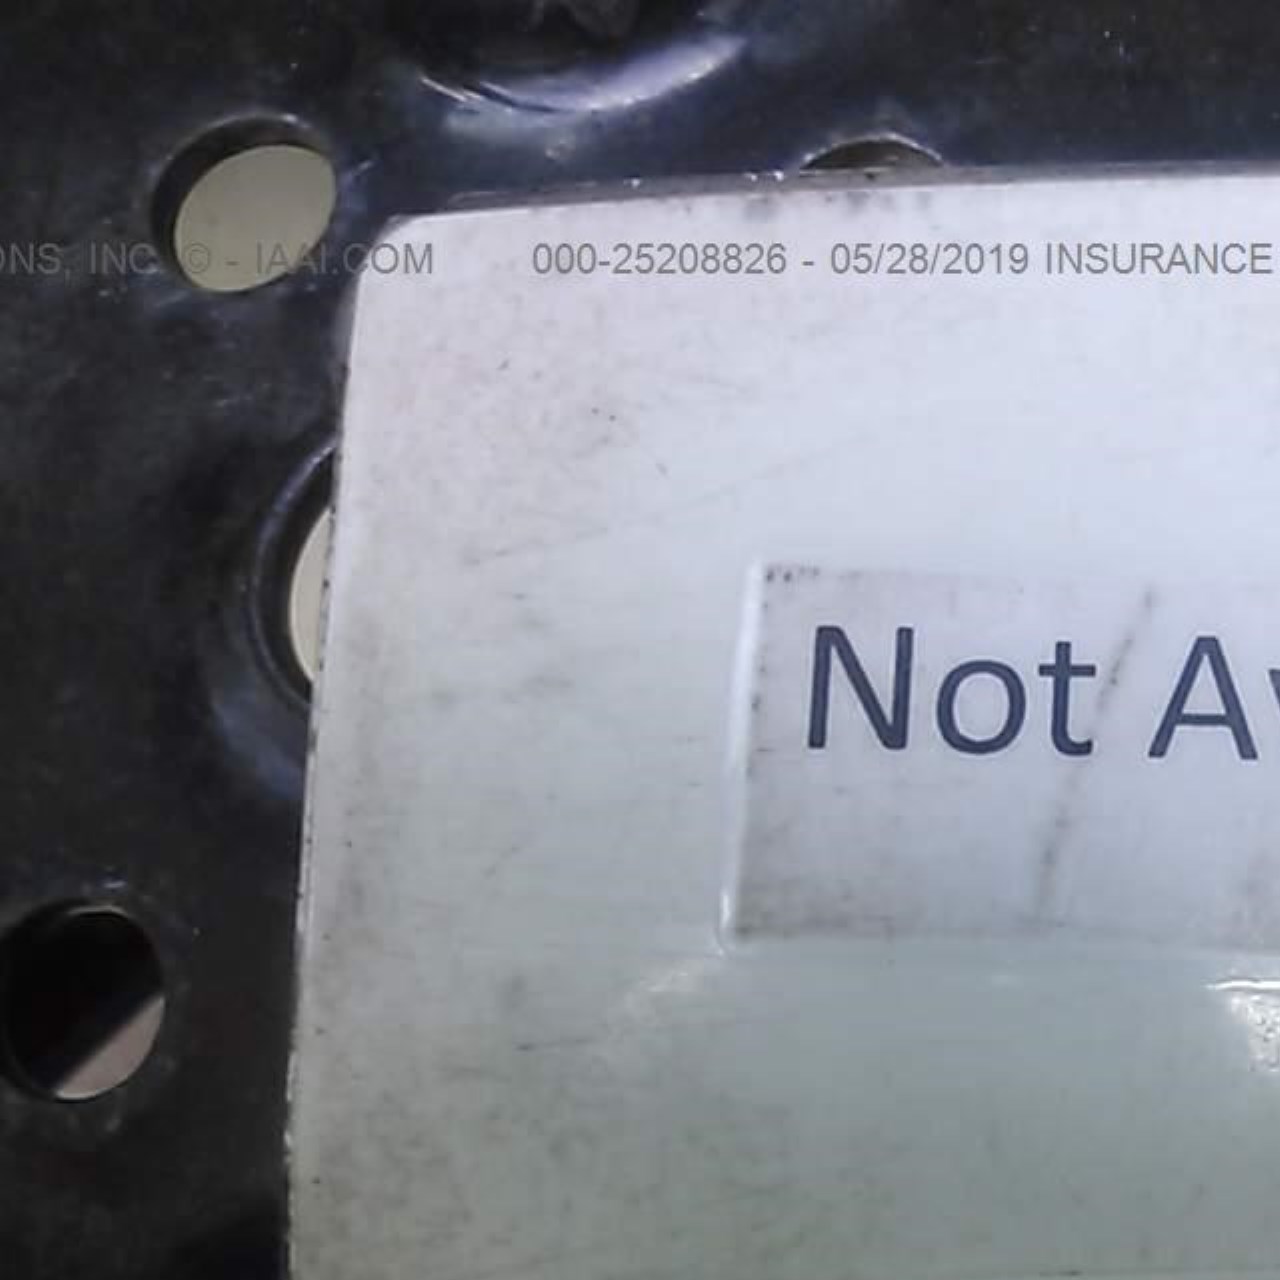 ONS, INC. © - IAAI.COM 000-25208826 - 05/28/2019 INSURANCE
Not Av